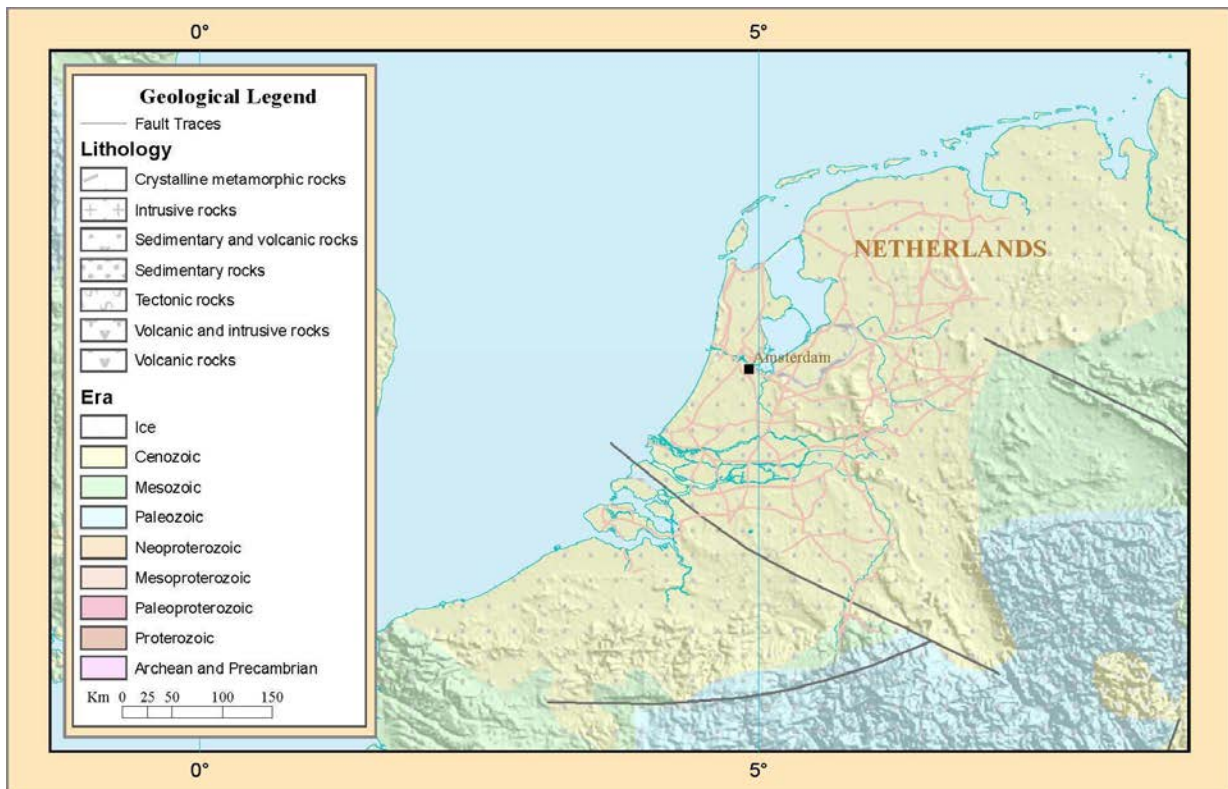 0° 5°
Geological Legend
Fault Traces
Lithology
Crystalline metamorphic rocks
Intrusive rocks
Sedimentary and volcanic rocks
Sedimentary rocks
Tectonic rocks
Volcanic and intrusive rocks
Volcanic rocks
Era
Ice
Cenozoic
Mesozoic
Paleozoic
Neoproterozoic
Mesoproterozoic
Paleoproterozoic
Proterozoic
Archean and Precambrian
Km 0 25 50 100 150
NETHERLANDS
Amsterdam
0° 5°